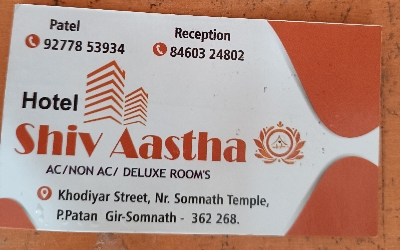 Patel
92778 53934
Reception
84603 24802
Hotel
Shiv Aastha
AC/NON AC/ DELUXE ROOM'S
Khodiyar Street, Nr. Somnath Temple,
P.Patan Gir-Somnath - 362 268.